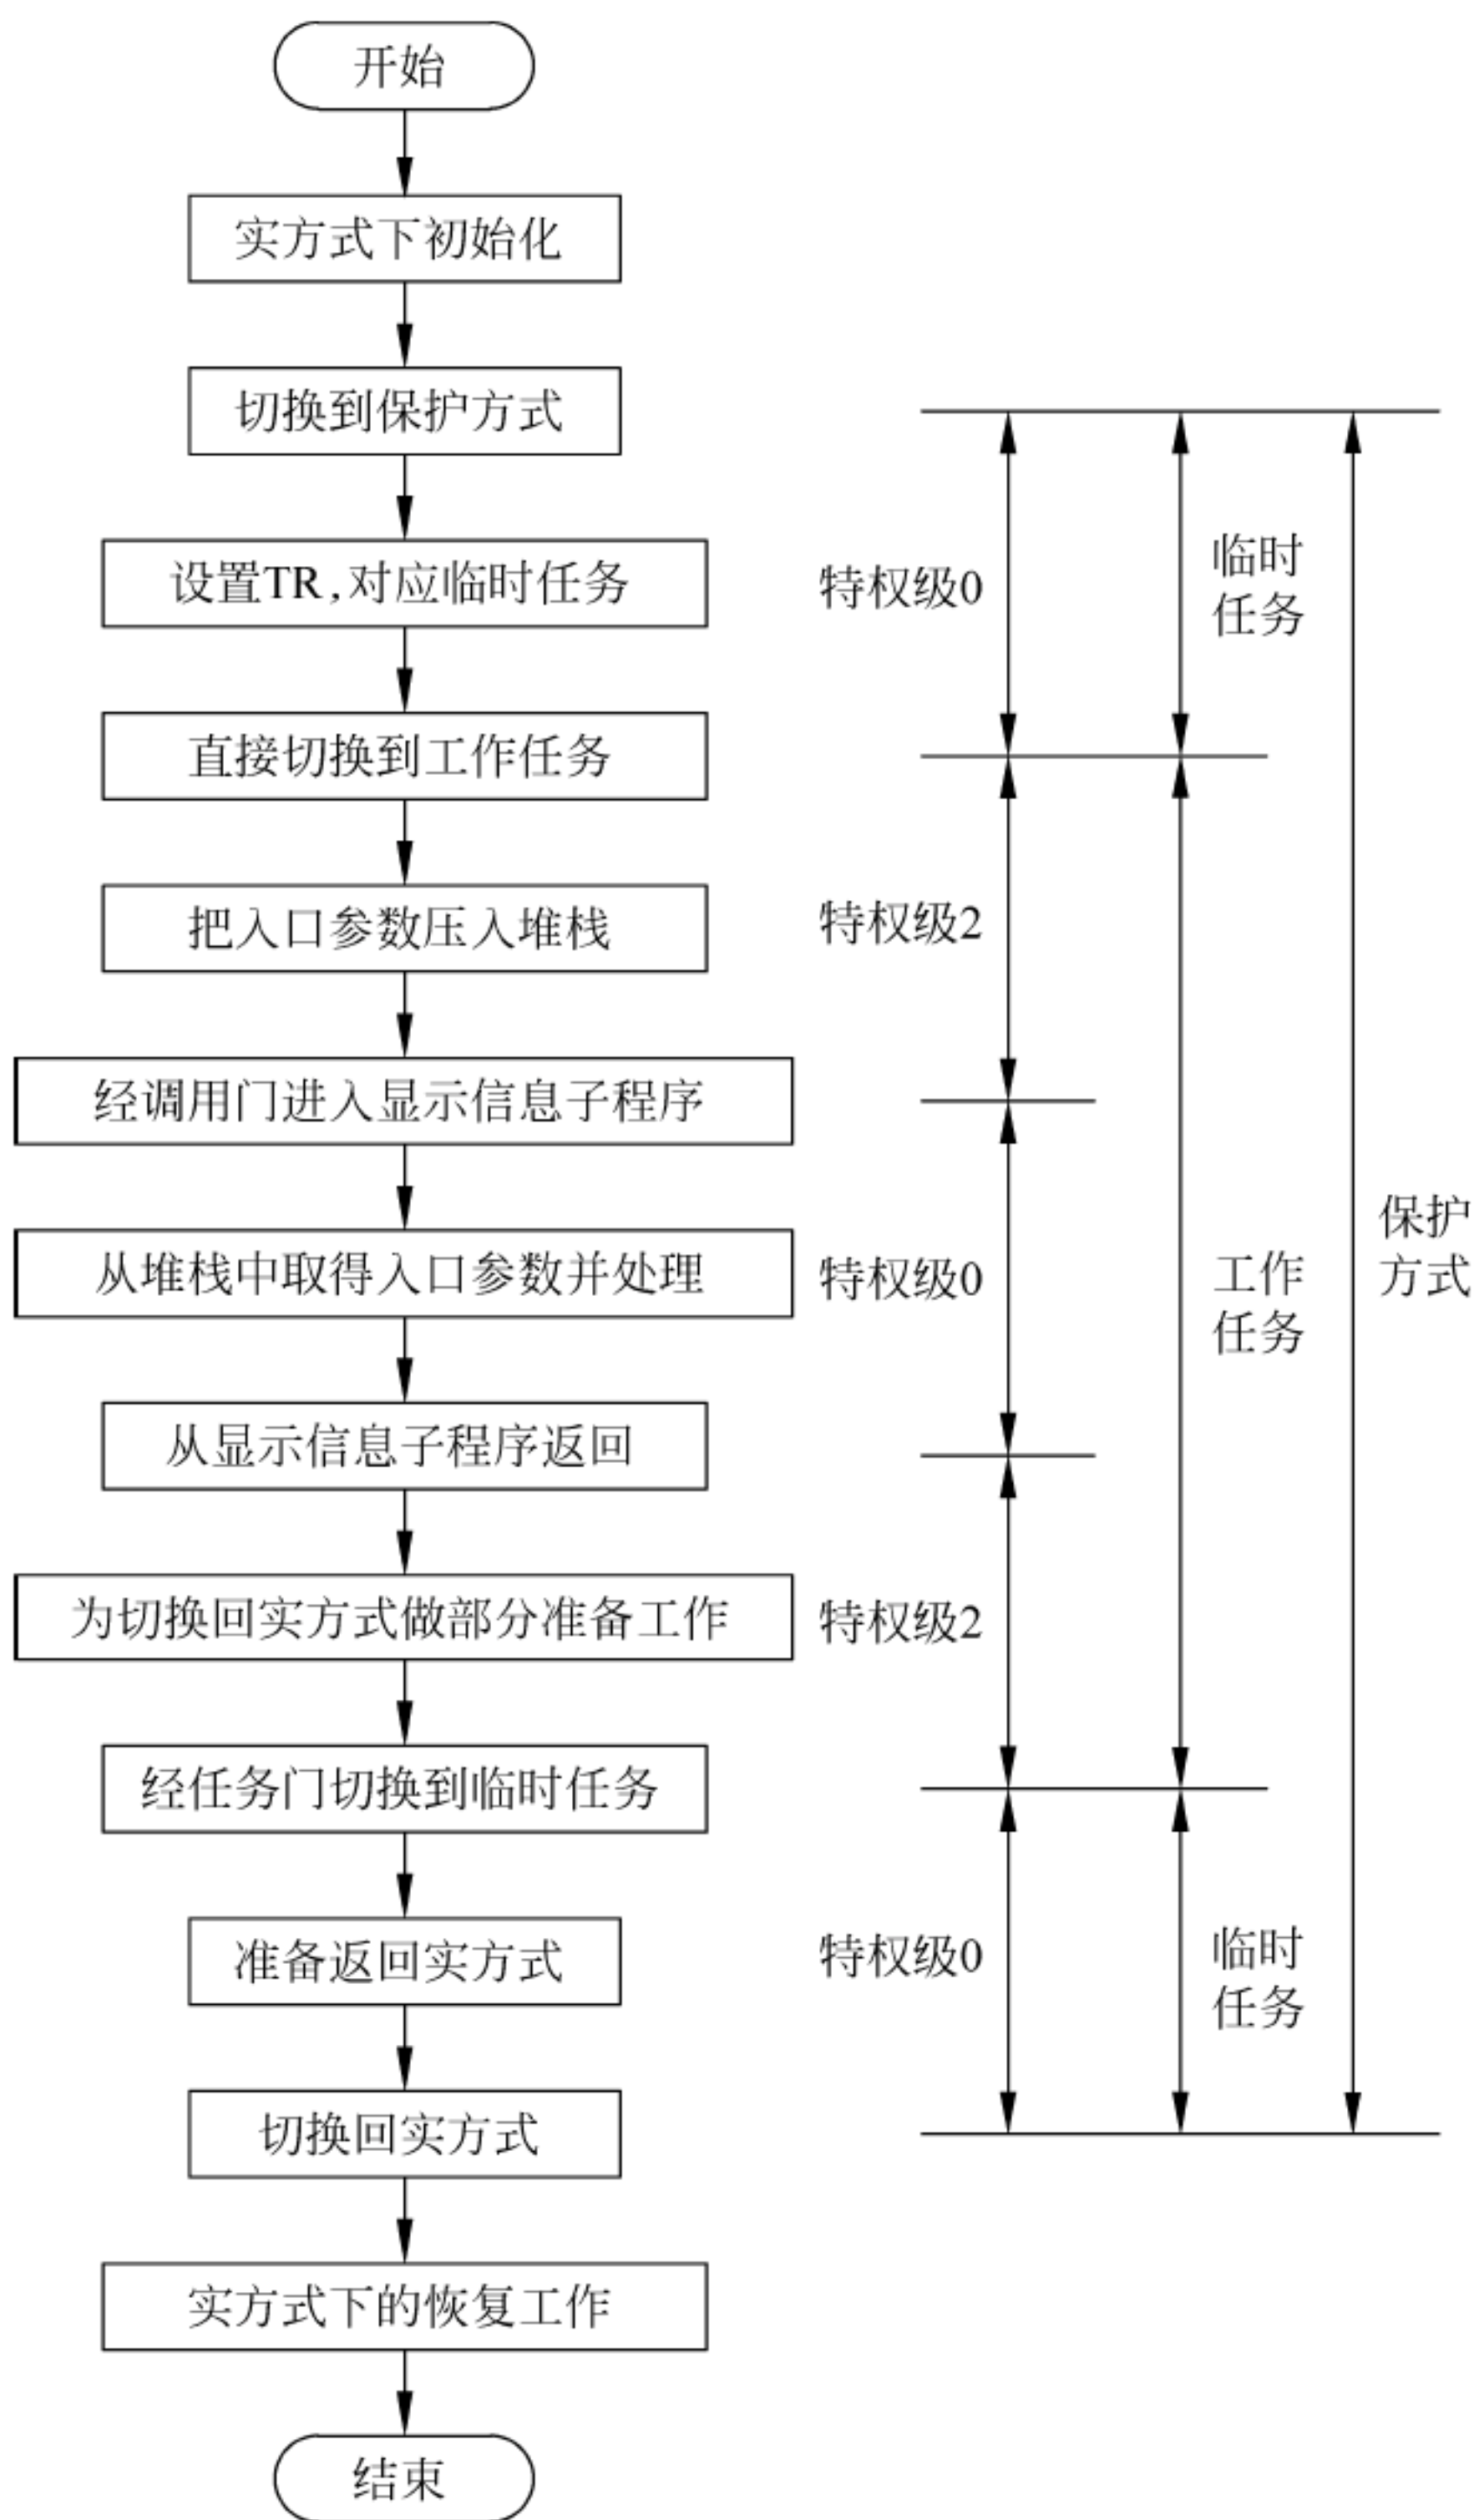 开始
实方式下初始化
切换到保护方式
设置TR,对应临时任务
特权级0
临时
任务
直接切换到工作任务
把入口参数压入堆栈
特权级2
经调用门进入显示信息子程序
从堆栈中取得入口参数并处理
特权级0
工作
任务
保护
方式
从显示信息子程序返回
为切换回实方式做部分准备工作
特权级2
经任务门切换到临时任务
准备返回实方式
特权级0
临时
任务
切换回实方式
实方式下的恢复工作
结束